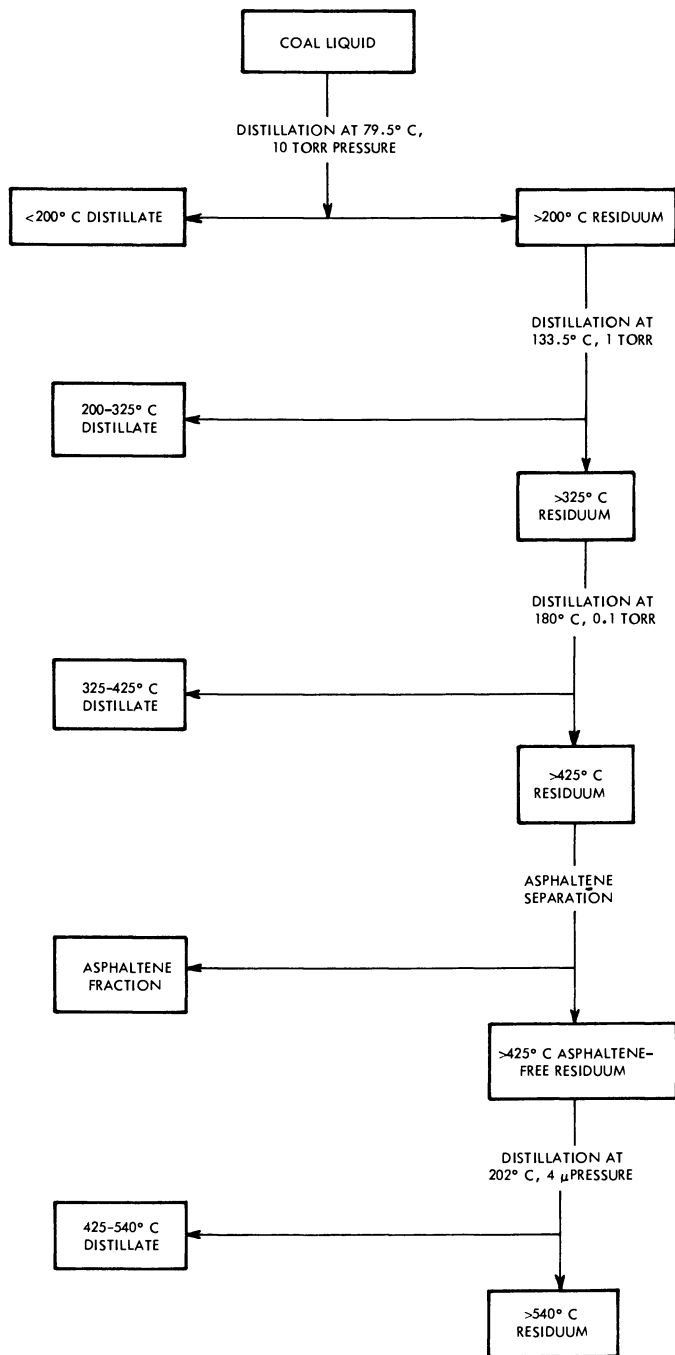 COAL LIQUID
DISTILLATION AT 79.5° C,
10 TORR PRESSURE
<200° C DISTILLATE
>200° C RESIDUUM
DISTILLATION AT
133.5° C, 1 TORR
200-325° C
DISTILLATE
>325° C
RESIDUUM
DISTILLATION AT
180° C, 0.1 TORR
325-425° C
DISTILLATE
>425° C
RESIDUUM
ASPHALTENE
SEPARATION
ASPHALTENE
FRACTION
>425° C ASPHALTENE-
FREE RESIDUUM
DISTILLATION AT
202° C, 4 μPRESSURE
425-540° C
DISTILLATE
>540° C
RESIDUUM